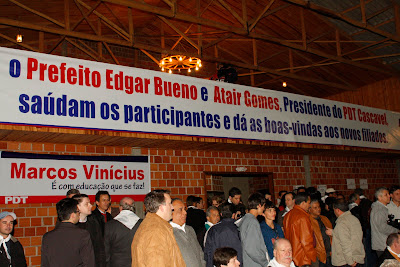 o Prefeito Edgar Bueno e Atair Gomes, Presidente do PDT Cascavel,
saúdam os participantes e dá as boas-vindas aos novos filiados
Marcos Vinícius
É com educação que se faz!
PDT